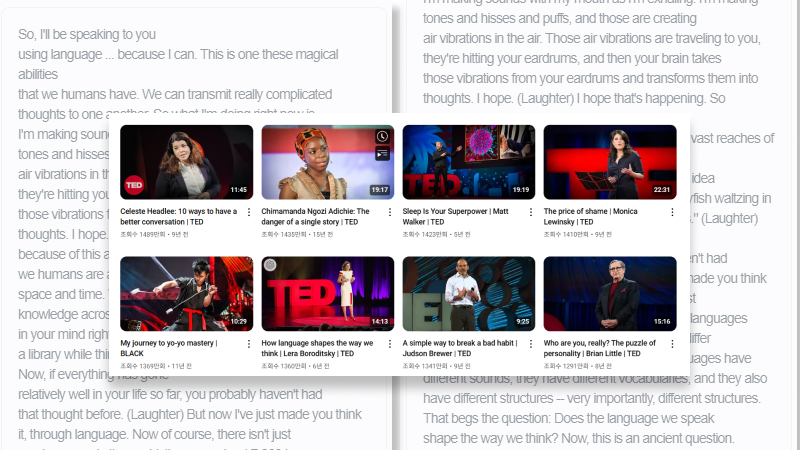 So, I'll be speaking to you
using language ... because I can. This is one these magical
abilities
that we humans have. We can transmit really complicated
thoughts to one another. So what I'm doing right now is,
I'm making soun
tones and hisses
air vibrations in th
they're hitting you
those vibrations f
thoughts. I hope.
because of this a
we humans are a
space and time.
knowledge acros
in your mind righ
a library while thi
Now, if everything has gone
relatively well in your life so far, you probably haven't had
that thought before. (Laughter) But now I've just made you think
it, through language. Now of course, there isn't just
I'm making sounds with my mouth as I'm exhaling. I'm making
tones and hisses and puffs, and those are creating
air vibrations in the air. Those air vibrations are traveling to you,
they're hitting your eardrums, and then your brain takes
those vibrations from your eardrums and transforms them into
thoughts. I hope. (Laughter) I hope that's happening. So
vast reaches of
idea
yfish waltzing in
." (Laughter)
n't had
made you think
st
languages
differ
uages have
different sounds, they have different vocabularies, and they also
have different structures -- very importantly, different structures.
That begs the question: Does the language we speak
shape the way we think? Now, this is an ancient question.
TED
11:45
19:17
TED
19:19
22:31
Celeste Headlee: 10 ways to have a
better conversation | TED
조회수 1489만회 • 9년 전
Chimamanda Ngozi Adichie: The
danger of a single story | TED
조회수 1435만회 • 15년 전
Sleep Is Your Superpower | Matt
Walker | TED
조회수 1423만회 • 5년 전
The price of shame | Monica
Lewinsky | TED
조회수 1410만회 • 9년 전
10:29
TED
14:13
9:25
15:16
My journey to yo-yo mastery |
BLACK
조회수 1369만회 • 11년 전
How language shapes the way we
think | Lera Boroditsky | TED
조회수 1360만회 • 6년 전
A simple way to break a bad habit |
Judson Brewer | TED
조회수 1341만회 • 9년 전
Who are you, really? The puzzle of
personality | Brian Little | TED
조회수 1291만회 • 8년 전